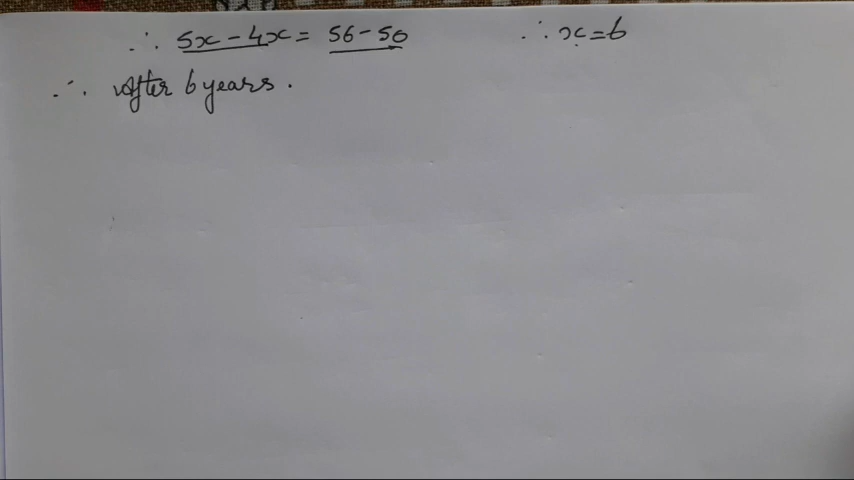 ∴ 5x - 4x = 56 - 50 ∴ x = 6
∴ After 6 years.